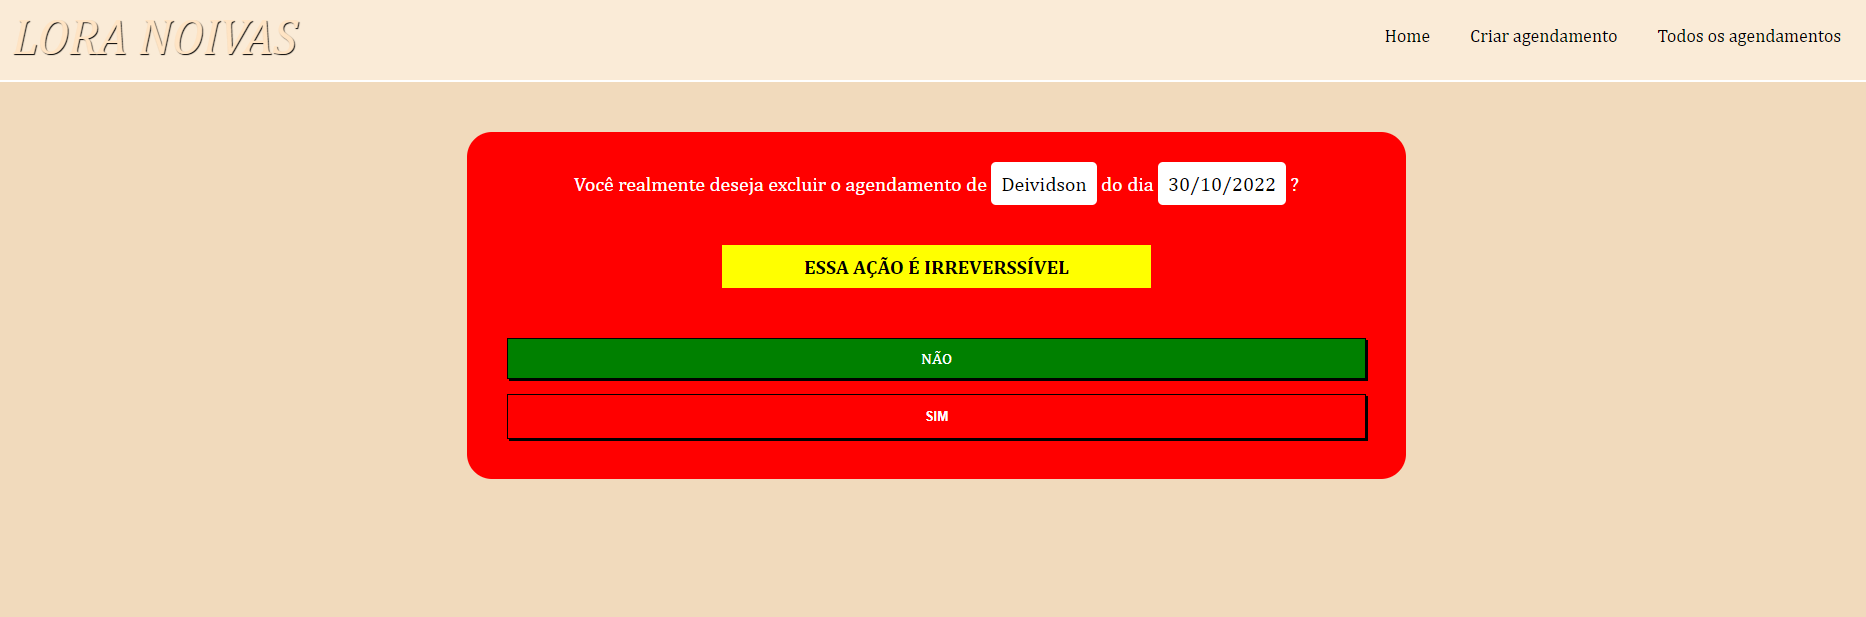 LORA NOIVAS
Home Criar agendamento Todos os agendamentos
Você realmente deseja excluir o agendamento de Deividson do dia 30/10/2022 ?
ESSA AÇÃO É IRREVERSSÍVEL
NÃO
SIM